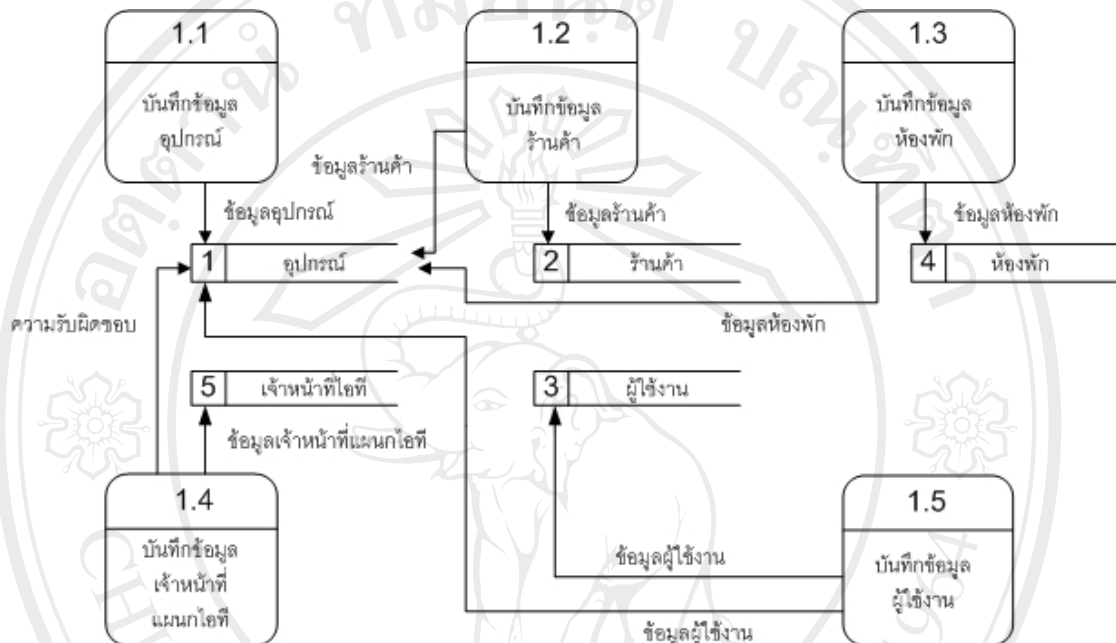 1.1
บันทึกข้อมูล
อุปกรณ์
1.2
บันทึกข้อมูล
ร้านค้า
1.3
บันทึกข้อมูล
ห้องพัก
ข้อมูลร้านค้า
ข้อมูลอุปกรณ์
ข้อมูลร้านค้า
ข้อมูลห้องพัก
1 อุปกรณ์
2 ร้านค้า
4 ห้องพัก
ความรับผิดชอบ
ข้อมูลห้องพัก
5 เจ้าหน้าที่ไอที
3 ผู้ใช้งาน
ข้อมูลเจ้าหน้าที่แผนกไอที
1.4
บันทึกข้อมูล
เจ้าหน้าที่
แผนกไอที
1.5
บันทึกข้อมูล
ผู้ใช้งาน
ข้อมูลผู้ใช้งาน
ข้อมูลผู้ใช้งาน